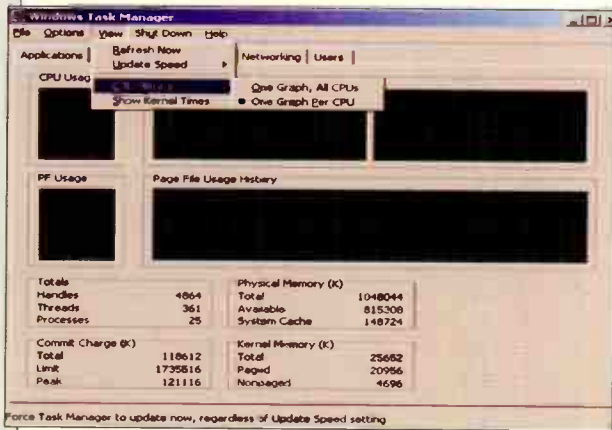 Windows Task Manager
File Options View Shut Down Help
Applications
Networking Users
Refresh Now
Update Speed
One Graph, All CPUs
Show Kernel Times
One Graph Per CPU
CPU Usag
PF Usage
Page File Usage History
Totals
Handles 4864
Threads 361
Processes 25
Physical Memory (K)
Total 1048044
Available 815308
System Cache 148724
Commit Charge (K)
Total 118612
Limit 1735516
Peak 121116
Kernel Memory (K)
Total 25652
Paged 20956
Nonpaged 4696
Force Task Manager to update now, regardless of Update Speed setting